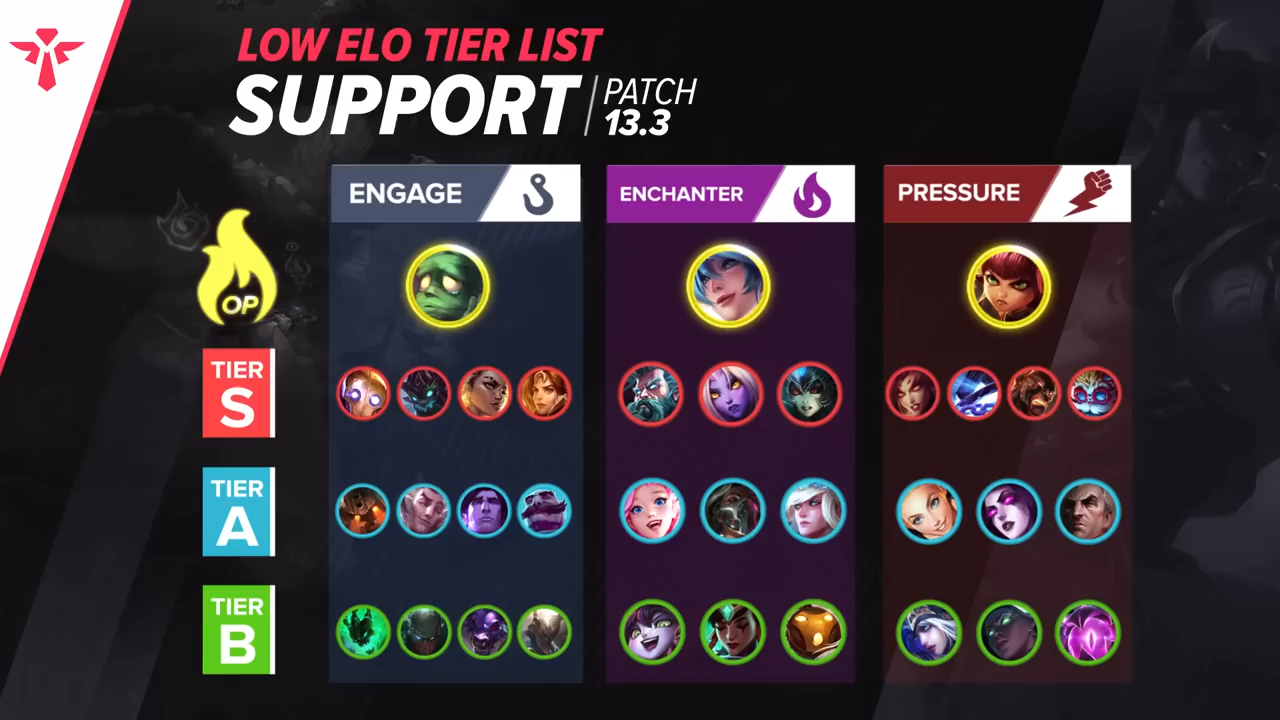 LOW ELO TIER LIST
SUPPORT
PATCH
13.3
ENGAGE
ENCHANTER
PRESSURE
OP
TIER
S
TIER
A
TIER
B